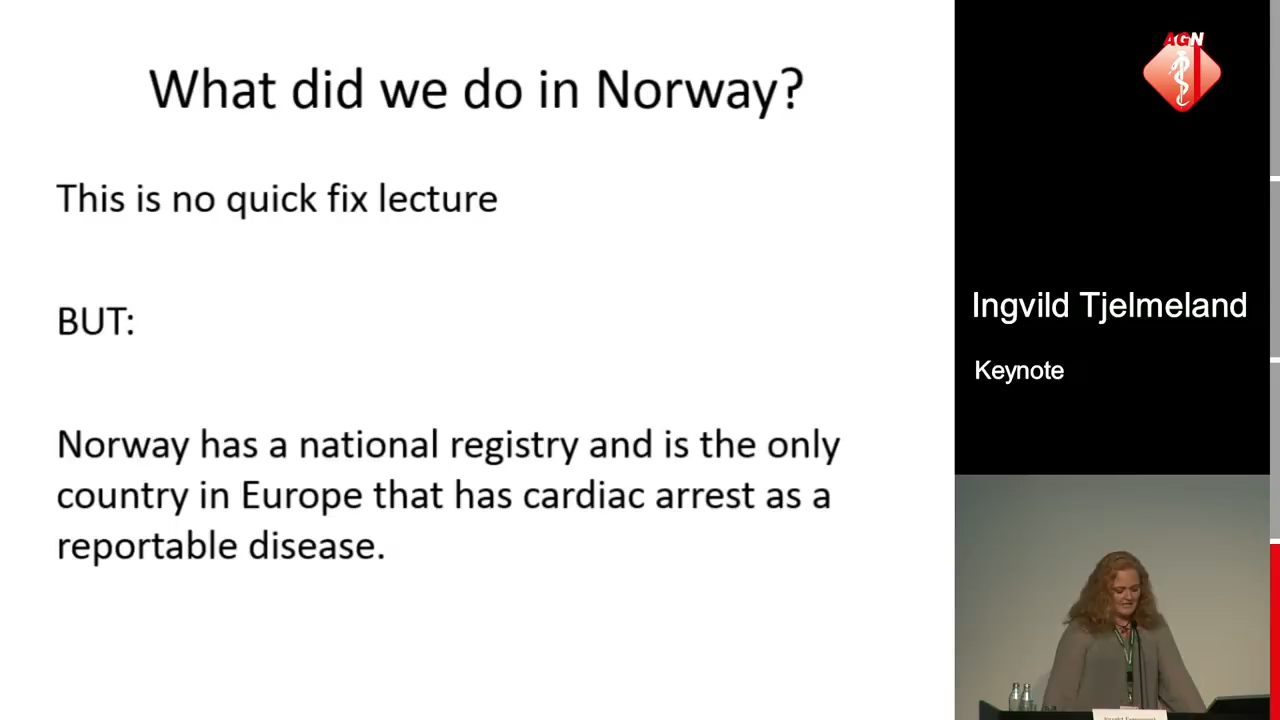 What did we do in Norway?
This is no quick fix lecture
BUT:
Norway has a national registry and is the only
country in Europe that has cardiac arrest as a
reportable disease.
AGN
Ingvild Tjelmeland
Keynote